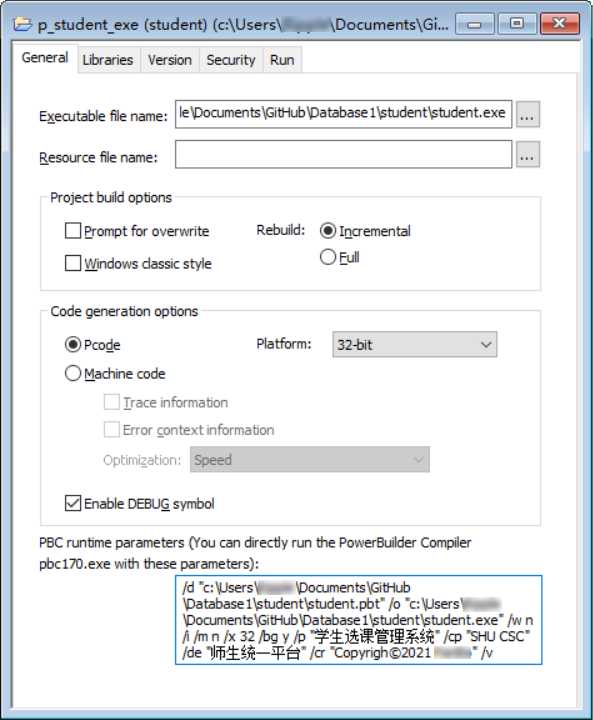 p_student_exe (student) (c:\Users\ \Documents\Gi...
General Libraries Version Security Run
Executable file name: le\Documents\GitHub\Database1\student\student.exe ...
Resource file name: ...
Project build options
Prompt for overwrite Rebuild: Incremental
Windows classic style Full
Code generation options
Pcode Platform: 32-bit
Machine code
Trace information
Error context information
Optimization: Speed
Enable DEBUG symbol
PBC runtime parameters (You can directly run the PowerBuilder Compiler
pbc170.exe with these parameters):
/d "c:\Users\ \Documents\GitHub
\Database1\student\student.pbt" /o "c:\Users\
\Documents\GitHub\Database1\student\student.exe" /w n
/i /m n /x 32 /bg y /p "学生选课管理系统" /cp "SHU CSC"
/de "师生统一平台" /cr "Copyrigh©2021 " /v